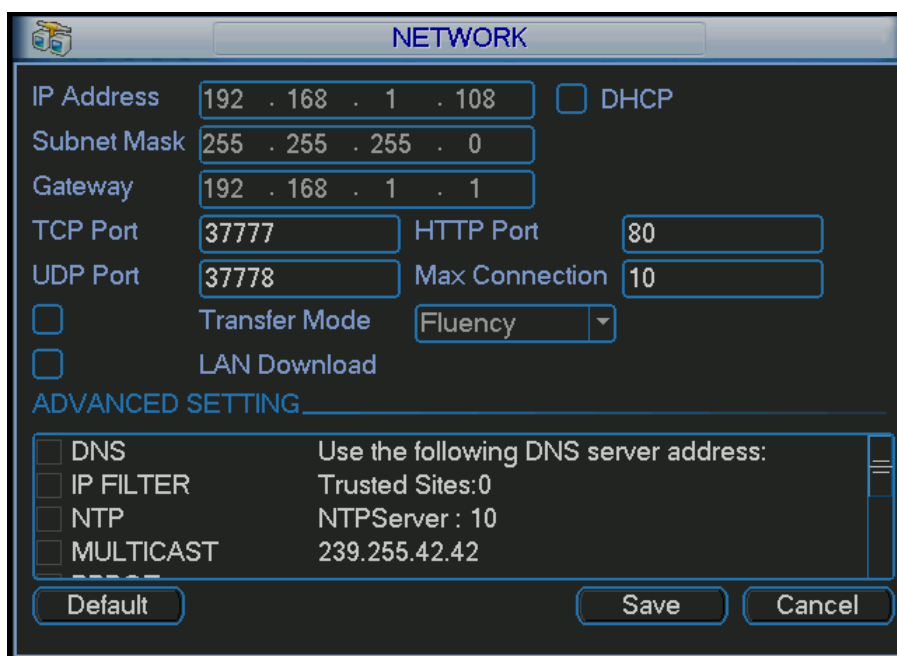 NETWORK
IP Address 192 . 168 . 1 . 108 DHCP
Subnet Mask 255 . 255 . 255 . 0
Gateway 192 . 168 . 1 . 1
TCP Port 37777 HTTP Port 80
UDP Port 37778 Max Connection 10
Transfer Mode Fluency
LAN Download
ADVANCED SETTING
DNS Use the following DNS server address:
IP FILTER Trusted Sites:0
NTP NTPServer : 10
MULTICAST 239.255.42.42
Default Save Cancel